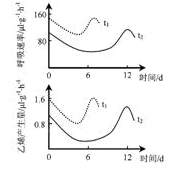 呼吸速率/μl·g⁻¹·h⁻¹
160
80
t₁
t₂
0
6
12
时间/d
乙烯产生量/μl·g⁻¹·h⁻¹
1.6
0.8
t₁
t₂
0
6
12
时间/d